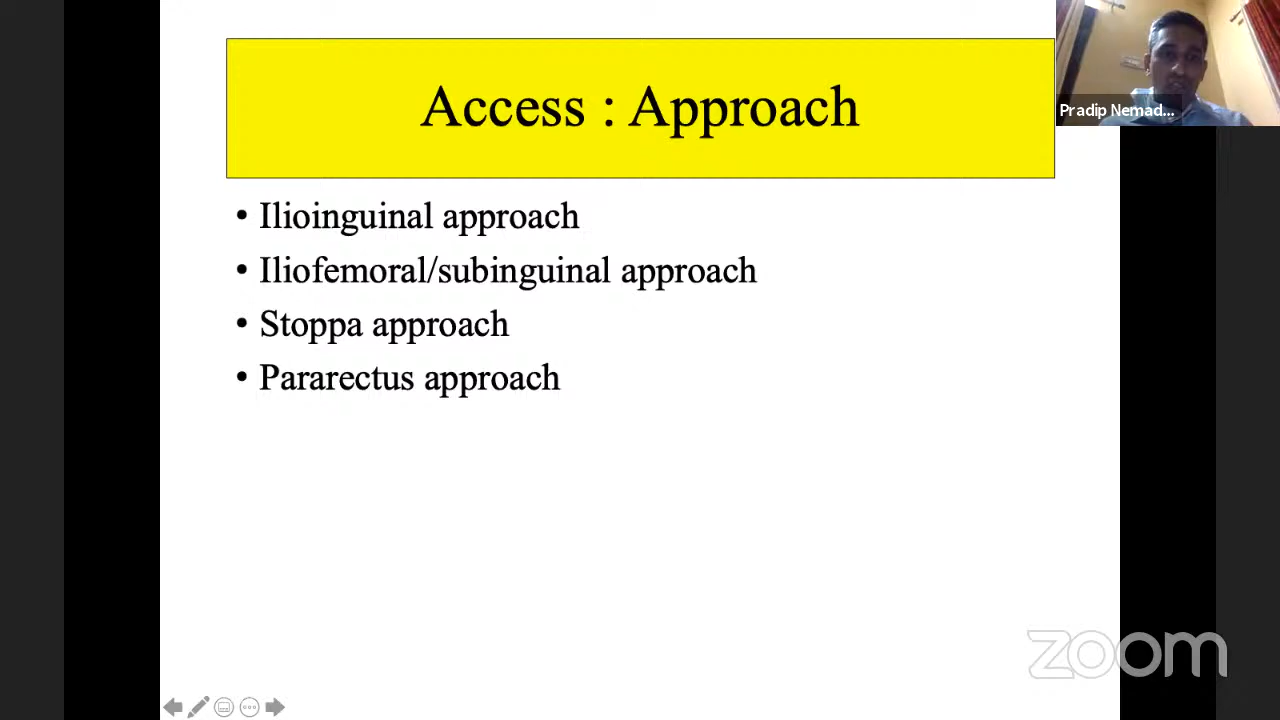 Access : Approach
Pradip Nemad...
• Ilioinguinal approach
• Iliofemoral/subinguinal approach
• Stoppa approach
• Pararectus approach
zoom